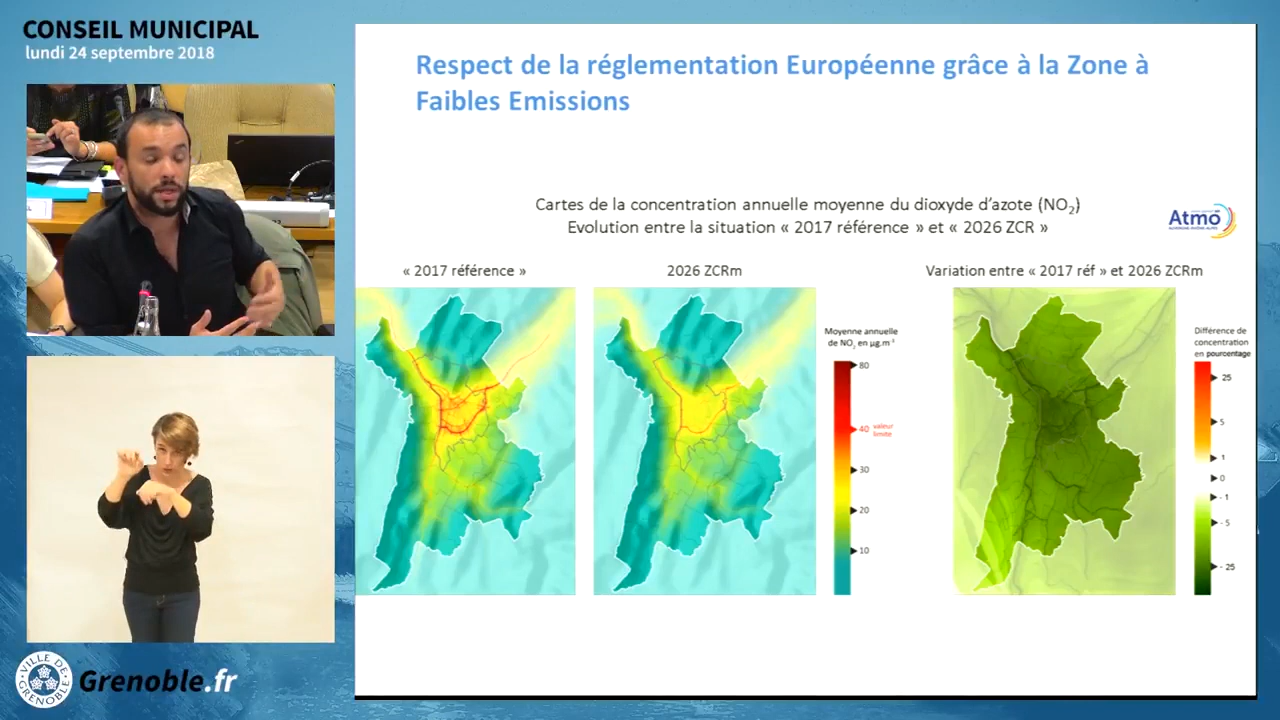 CONSEIL MUNICIPAL
lundi 24 septembre 2018
Respect de la réglementation Européenne grâce à la Zone à
Faibles Emissions
Cartes de la concentration annuelle moyenne du dioxyde d'azote (NO₂)
Evolution entre la situation « 2017 référence » et « 2026 ZCR »
Atmo
AUVERGNE-RHÔNE-ALPES
« 2017 référence »
2026 ZCRm
Variation entre « 2017 réf » et 2026 ZCRm
Moyenne annuelle
de NO₂ en µg.m⁻³
80
40 valeur
limite
30
20
10
Différence de
concentration
en pourcentage
25
5
1
0
- 1
- 5
- 25
VILLE DE
GRENOBLE
Grenoble.fr